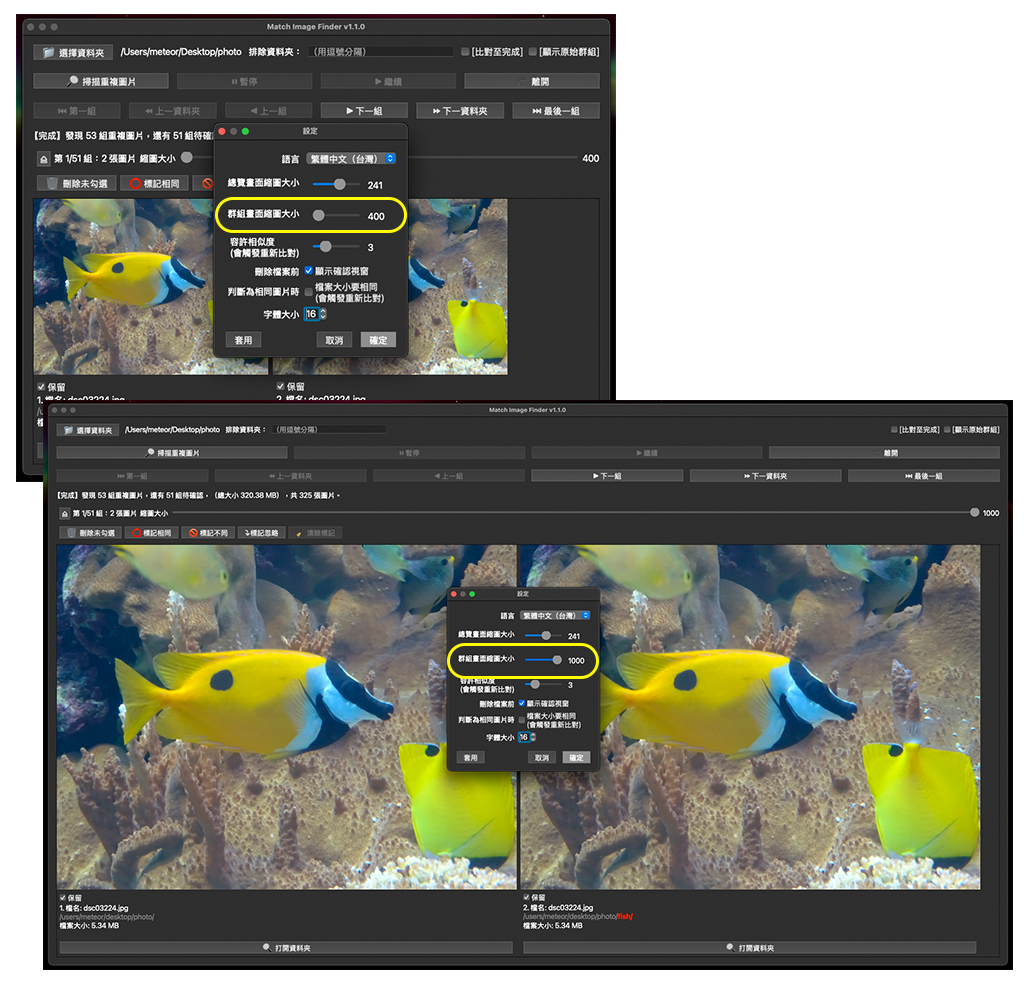 Match Image Finder v1.1.0
選擇資料夾 /Users/meteor/Desktop/photo 排除資料夾： (用逗號分隔) [比對至完成] [顯示原始群組]
掃描重複圖片 暫停 繼續 離開
第一組 上一資料夾 上一組 下一組 下一資料夾 最後一組
【完成】發現 53 組重複圖片，還有 51 組待確
第 1/51 組：2 張圖片 縮圖大小 400
刪除未勾選 標記相同
設定
語言 繁體中文（台灣）
總覽畫面縮圖大小 241
群組畫面縮圖大小 400
容許相似度
(會觸發重新比對) 3
刪除檔案前 顯示確認視窗
判斷為相同圖片時 檔案大小要相同
(會觸發重新比對)
字體大小 16
套用 取消 確定
保留 保留
1. 檔名: dsc03224.jpg 2. 檔名: dsc03224.jpg
Match Image Finder v1.1.0
選擇資料夾 /Users/meteor/Desktop/photo 排除資料夾： (用逗號分隔) [比對至完成] [顯示原始群組]
掃描重複圖片 暫停 繼續 離開
第一組 上一資料夾 上一組 下一組 下一資料夾 最後一組
【完成】發現 53 組重複圖片，還有 51 組待確認，（總大小 320.38 MB），共 325 張圖片。
第 1/51 組：2 張圖片 縮圖大小 1000
刪除未勾選 標記相同 標記不同 標記忽略 清除標記
設定
語言 繁體中文（台灣）
總覽畫面縮圖大小 241
群組畫面縮圖大小 1000
容許相似度
(會觸發重新比對) 3
刪除檔案前 顯示確認視窗
判斷為相同圖片時 檔案大小要相同
(會觸發重新比對)
字體大小 16
套用 取消 確定
保留 保留
1. 檔名: dsc03224.jpg 2. 檔名: dsc03224.jpg
/users/meteor/desktop/photo/ /users/meteor/desktop/photo/fish/
檔案大小: 5.34 MB 檔案大小: 5.34 MB
打開資料夾 打開資料夾